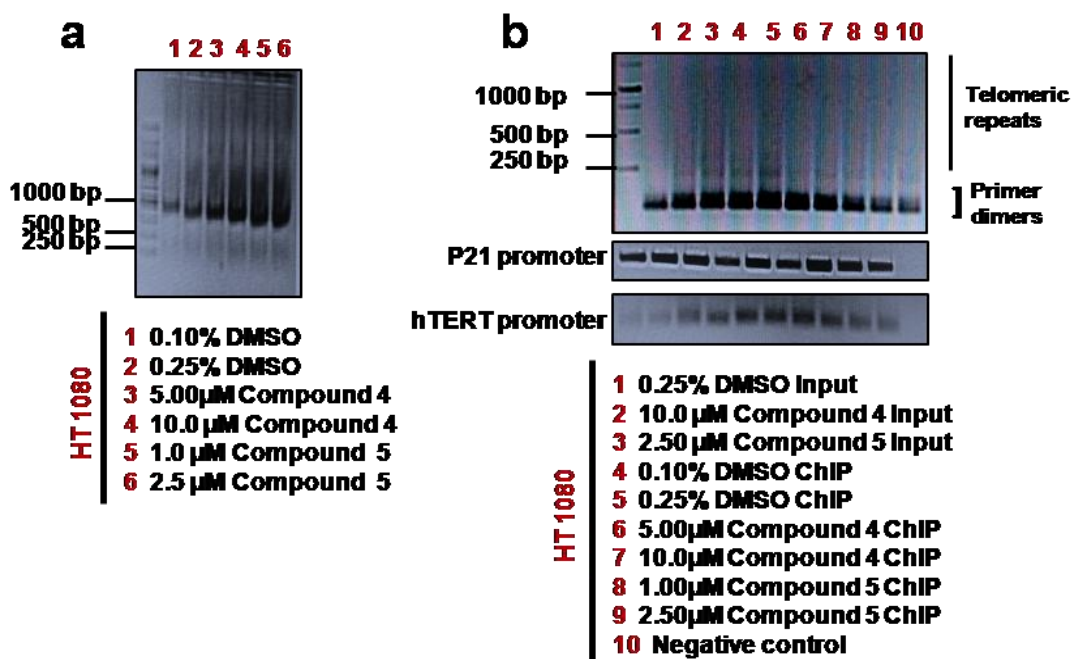 a
1 2 3 4 5 6
1000 bp
500 bp
250 bp
HT1080
1 0.10% DMSO
2 0.25% DMSO
3 5.00µM Compound 4
4 10.0 µM Compound 4
5 1.0 µM Compound 5
6 2.5 µM Compound 5
b
1 2 3 4 5 6 7 8 9 10
1000 bp
500 bp
250 bp
Telomeric
repeats
Primer
dimers
P21 promoter
hTERT promoter
HT1080
1 0.25% DMSO Input
2 10.0 µM Compound 4 Input
3 2.50 µM Compound 5 Input
4 0.10% DMSO ChIP
5 0.25% DMSO ChIP
6 5.00µM Compound 4 ChIP
7 10.0µM Compound 4 ChIP
8 1.00µM Compound 5 ChIP
9 2.50µM Compound 5 ChIP
10 Negative control